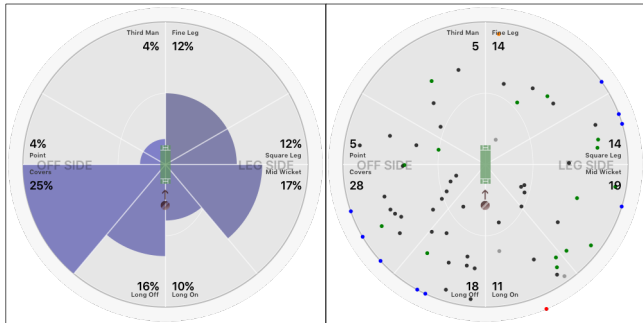 Third Man Fine Leg
4% 12%
4% 12%
Point Square Leg
OFF SIDE LEG SIDE
Covers Mid Wicket
25% 17%
16% 10%
Long Off Long On
Third Man Fine Leg
5 14
5 14
Point Square Leg
OFF SIDE LEG SIDE
Covers Mid Wicket
28 19
18 11
Long Off Long On